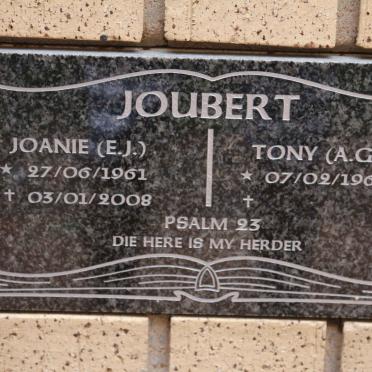 JOUBERT
JOANIE (E.J.)
★ 27/06/1961
✝ 03/01/2008
TONY (A.G
★ 07/02/196
✝
PSALM 23
DIE HERE IS MY HERDER